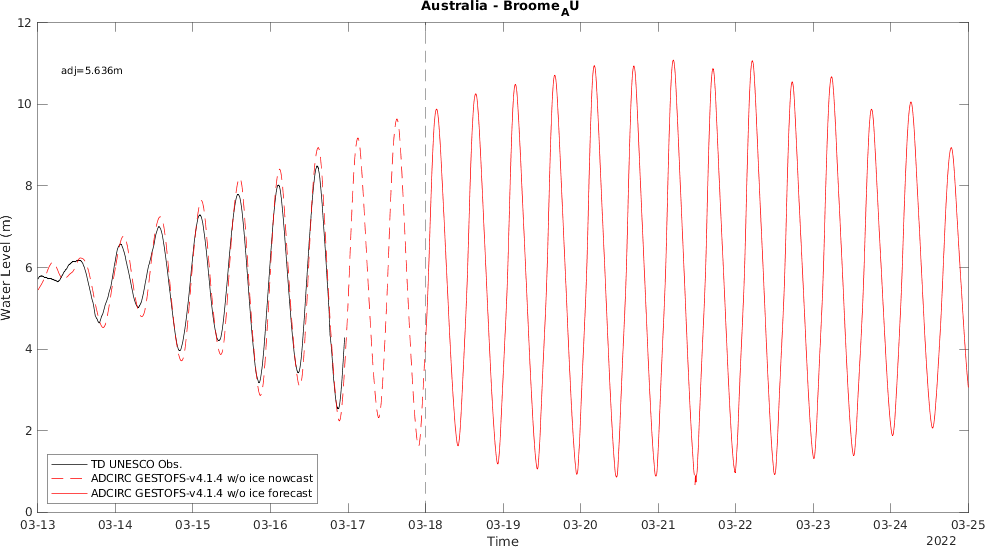 Australia - Broome_AU
12
adj=5.636m
10
8
6
4
2
0
Water Level (m)
TD UNESCO Obs.
ADCIRC GESTOFS-v4.1.4 w/o ice nowcast
ADCIRC GESTOFS-v4.1.4 w/o ice forecast
03-13 03-14 03-15 03-16 03-17 03-18 03-19 03-20 03-21 03-22 03-23 03-24 03-25
Time
2022